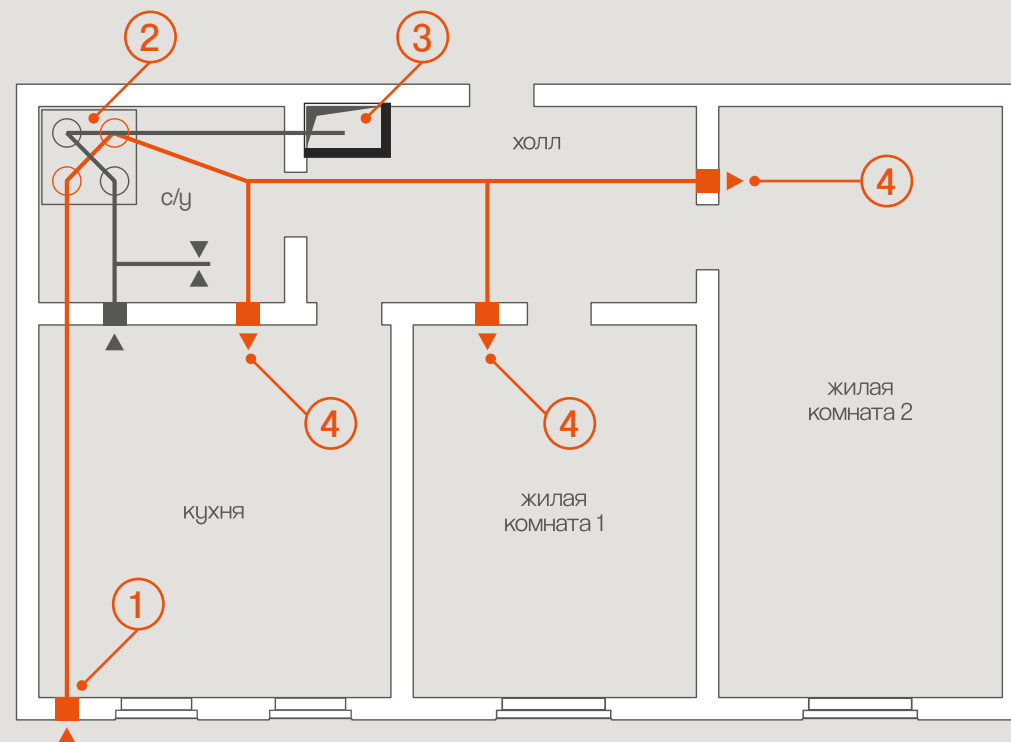 2
3
холл
4
с/у
жилая
комната 2
4
4
кухня
жилая
комната 1
1